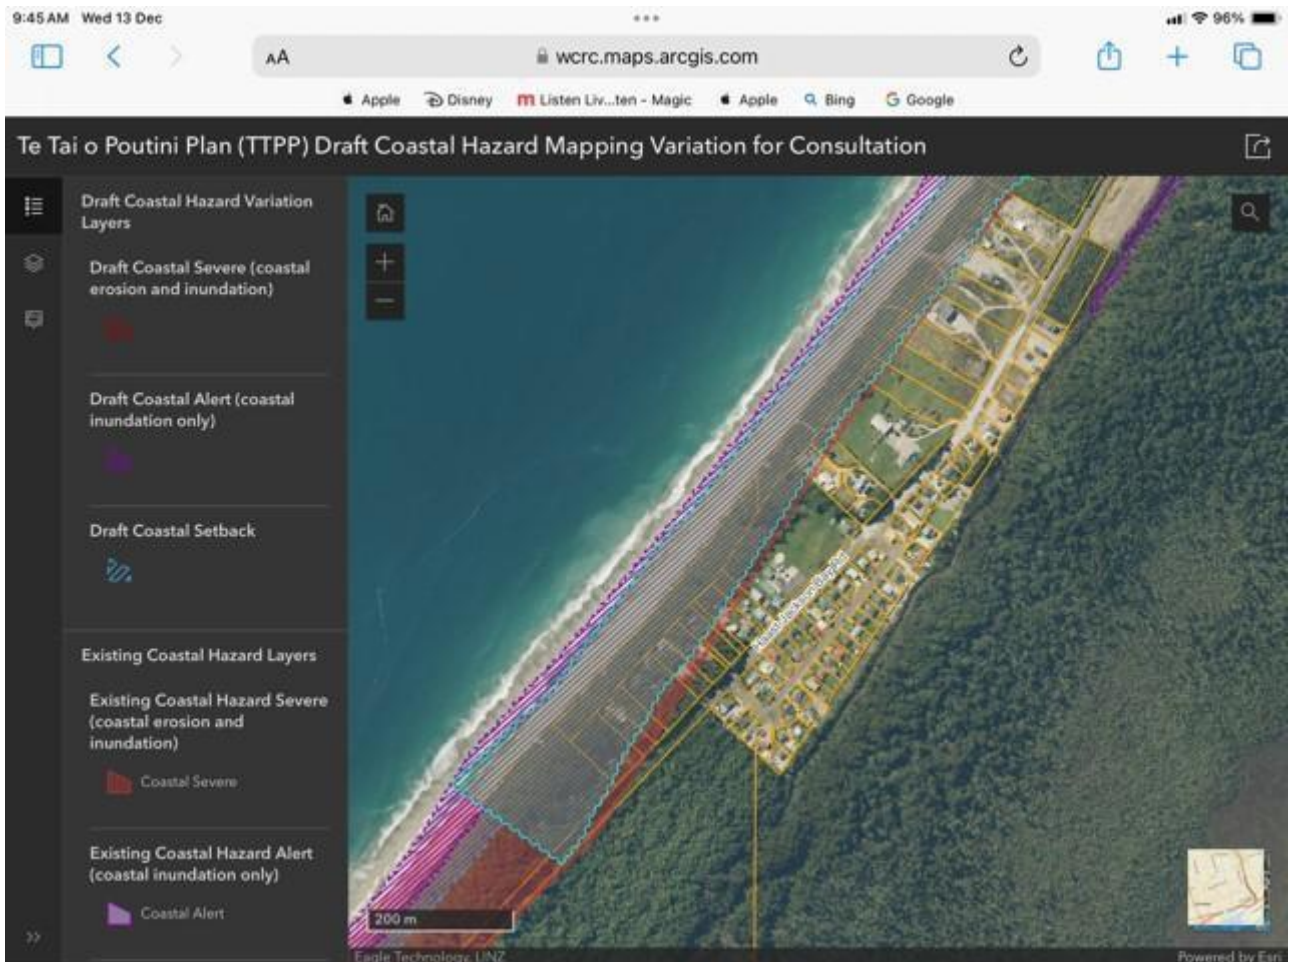 9:45 AM Wed 13 Dec
96%
AA
wcrc.maps.arcgis.com
Apple
Disney
Listen Liv...ten - Magic
Apple
Bing
Google
Te Tai o Poutini Plan (TTPP) Draft Coastal Hazard Mapping Variation for Consultation
Draft Coastal Hazard Variation
Layers
Draft Coastal Severe (coastal
erosion and inundation)
Draft Coastal Alert (coastal
inundation only)
Draft Coastal Setback
Existing Coastal Hazard Layers
Existing Coastal Hazard Severe
(coastal erosion and
inundation)
Coastal Severe
Existing Coastal Hazard Alert
(coastal inundation only)
Coastal Alert
Haast-Jackson Bay Rd
200 m
Eagle Technology, LINZ
Powered by Esri